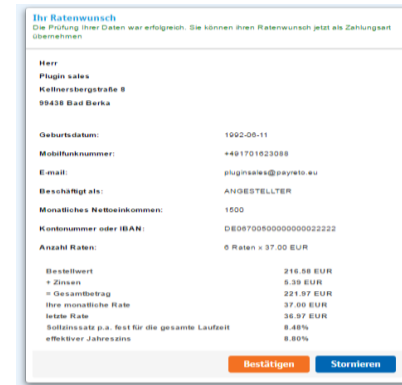 Ihr Ratenwunsch
Die Prüfung Ihrer Daten war erfolgreich. Sie können ihren Ratenwunsch jetzt als Zahlungsart
übernehmen
Herr
Plugin sales
Kellnersbergstraße 8
99438 Bad Berka
Geburtsdatum: 1992-06-11
Mobilfunknummer: +491701623088
E-mail: pluginsales@payreto.eu
Beschäftigt als: ANGESTELLTER
Monatliches Nettoeinkommen: 1500
Kontonummer oder IBAN:
Anzahl Raten: 6 Raten × 37.00 EUR
Bestellwert 216.58 EUR
+ Zinsen 5.39 EUR
= Gesamtbetrag 221.97 EUR
Ihre monatliche Rate 37.00 EUR
letzte Rate 36.97 EUR
Sollzinssatz p.a. fest für die gesamte Laufzeit 8.48%
effektiver Jahreszins 8.80%
Bestätigen Stornieren